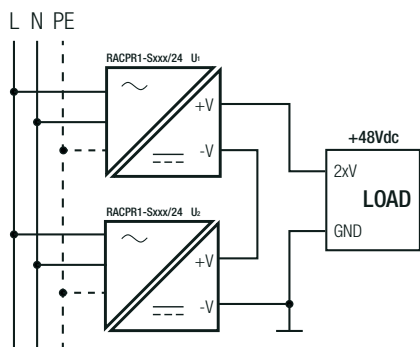 L N PE
RACPR1-Sxxx/24 U1
+V
-V
+48Vdc
2xV
LOAD
GND
RACPR1-Sxxx/24 U2
+V
-V